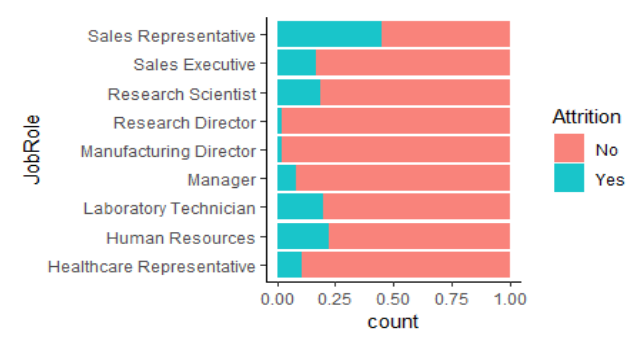 JobRole
Sales Representative
Sales Executive
Research Scientist
Research Director
Manufacturing Director
Manager
Laboratory Technician
Human Resources
Healthcare Representative
0.00 0.25 0.50 0.75 1.00
count
Attrition
No
Yes